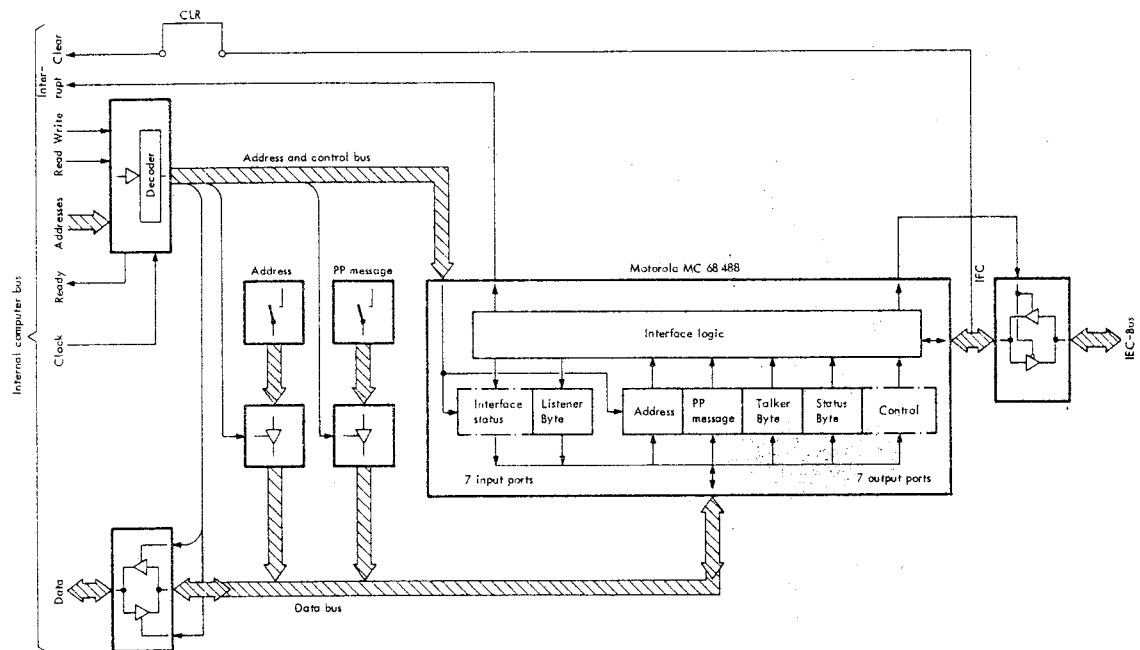 CLR
Clear
Inter-
rupt
Write
Read
Addresses
Ready
Clock
Internal computer bus
Data
Decoder
Address and control bus
Address
PP message
Motorola MC 68 488
Interface logic
Interface
status
Listener
Byte
Address
PP
message
Talker
Byte
Status
Byte
Control
7 input ports
7 output ports
IFC
IEC-Bus
Data bus